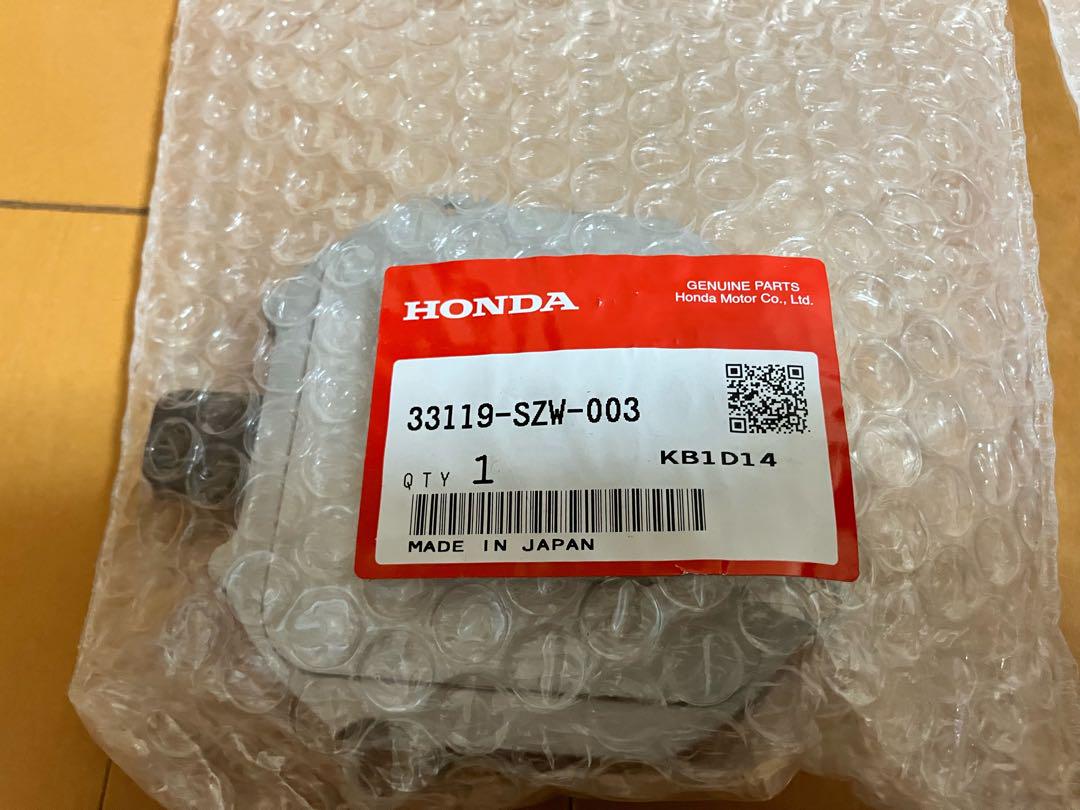 HONDA
GENUINE PARTS
Honda Motor Co., Ltd.
33119-SZW-003
KB1D14
QTY 1
MADE IN JAPAN